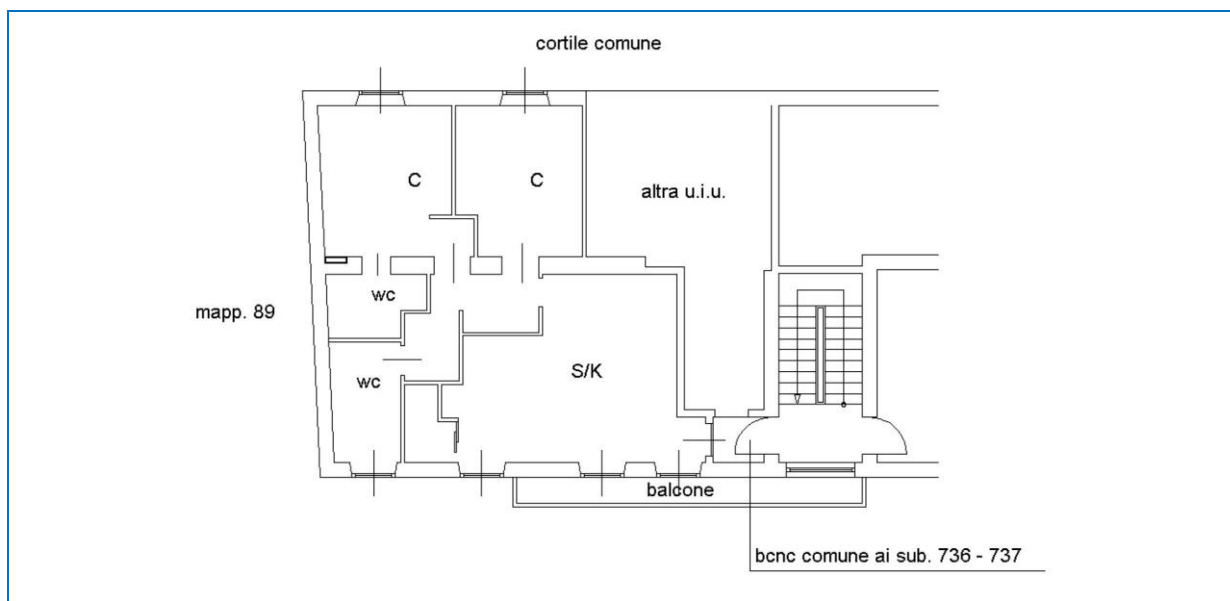 cortile comune
C
C
altra u.i.u.
wc
mapp. 89
S/K
wc
balcone
bcnc comune ai sub. 736 - 737